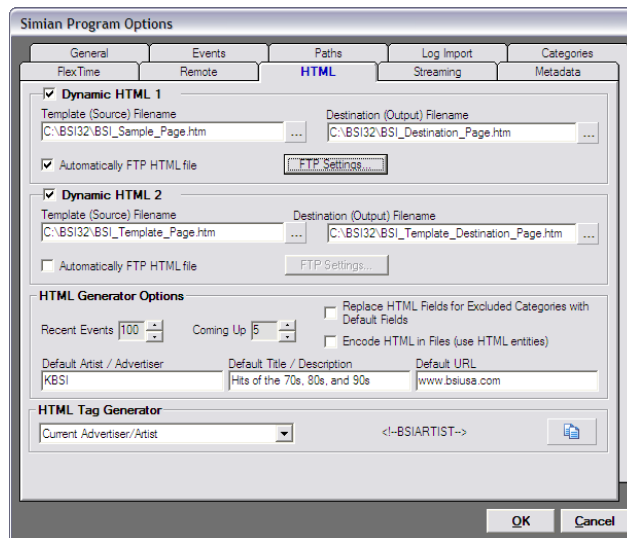 Simian Program Options
General Events Paths Log Import Categories
FlexTime Remote HTML Streaming Metadata
Dynamic HTML 1
Template (Source) Filename Destination (Output) Filename
C:\BSI32\BSI_Sample_Page.htm ... C:\BSI32\BSI_Destination_Page.htm ...
Automatically FTP HTML file FTP Settings...
Dynamic HTML 2
Template (Source) Filename Destination (Output) Filename
C:\BSI32\BSI_Template_Page.htm ... C:\BSI32\BSI_Template_Destination_Page.htm ...
Automatically FTP HTML file FTP Settings...
HTML Generator Options
Recent Events 100 Coming Up 5 Replace HTML Fields for Excluded Categories with
Default Fields
Encode HTML in Files (use HTML entities)
Default Artist / Advertiser Default Title / Description Default URL
KBSI Hits of the 70s, 80s, and 90s www.bsiusa.com
HTML Tag Generator
Current Advertiser/Artist <!--BSIARTIST-->
OK Cancel